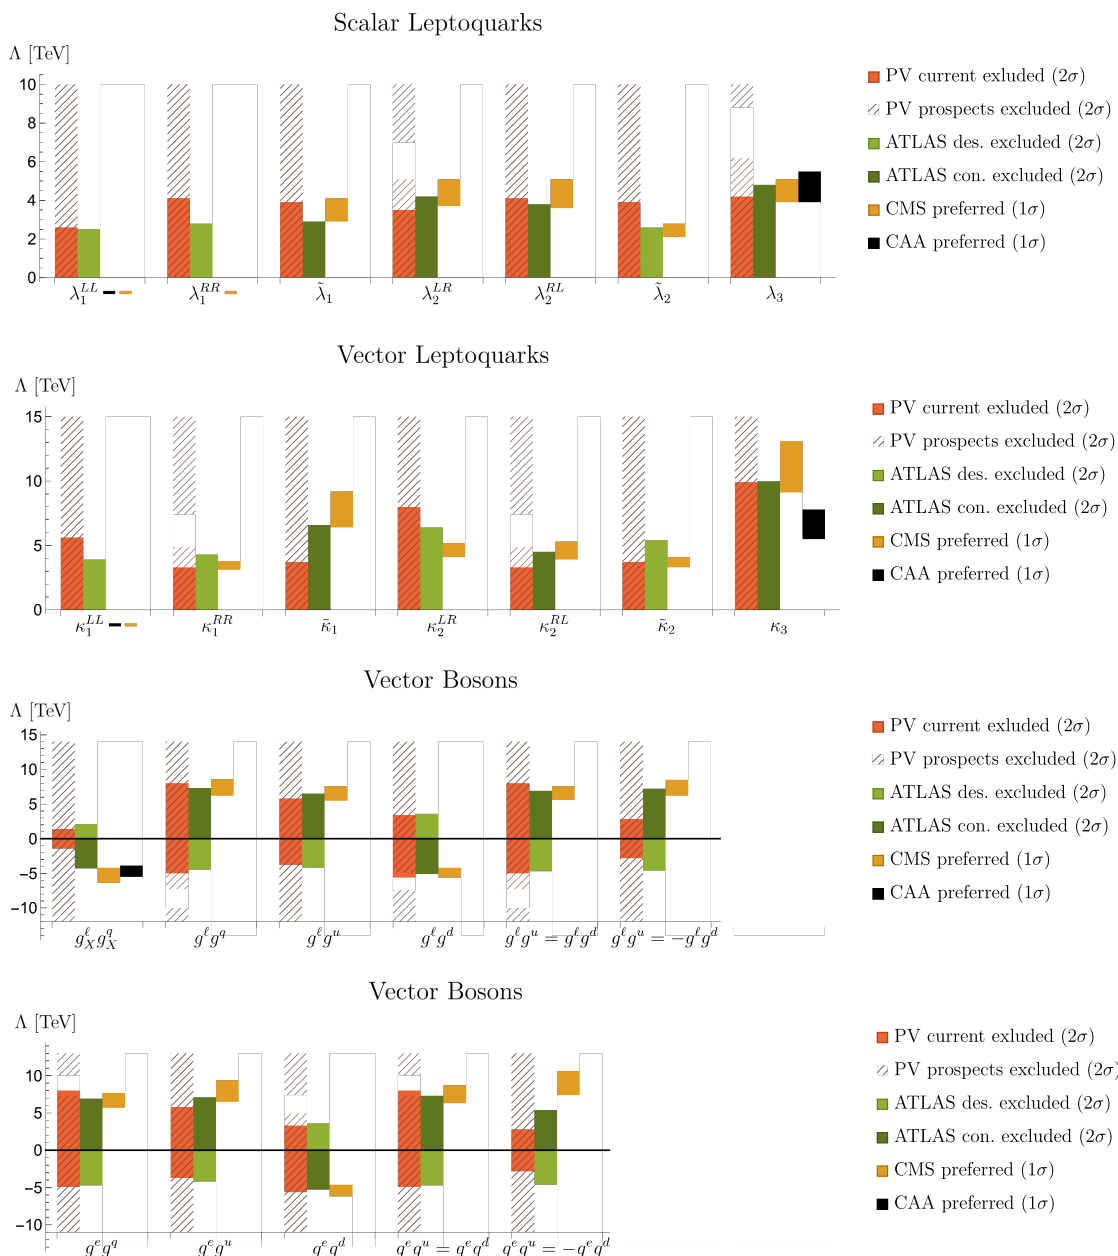 Scalar Leptoquarks
Λ [TeV]
10
8
6
4
2
0
λ₁^{LL}
λ₁^{RR}
λ̃₁
λ₂^{LR}
λ₂^{RL}
λ̃₂
λ₃
PV current exluded (2σ)
PV prospects excluded (2σ)
ATLAS des. excluded (2σ)
ATLAS con. excluded (2σ)
CMS preferred (1σ)
CAA preferred (1σ)
Vector Leptoquarks
Λ [TeV]
15
10
5
0
κ₁^{LL}
κ₁^{RR}
κ̃₁
κ₂^{LR}
κ₂^{RL}
κ̃₂
κ₃
PV current exluded (2σ)
PV prospects excluded (2σ)
ATLAS des. excluded (2σ)
ATLAS con. excluded (2σ)
CMS preferred (1σ)
CAA preferred (1σ)
Vector Bosons
Λ [TeV]
15
10
5
0
−5
−10
g_X^ℓ g_X^q
g^ℓ g^q
g^ℓ g^u
g^ℓ g^d
g^ℓ g^u = g^ℓ g^d
g^ℓ g^u = −g^ℓ g^d
PV current exluded (2σ)
PV prospects excluded (2σ)
ATLAS des. excluded (2σ)
ATLAS con. excluded (2σ)
CMS preferred (1σ)
CAA preferred (1σ)
Vector Bosons
Λ [TeV]
10
5
0
−5
−10
g^e g^q
g^e g^u
g^e g^d
g^e g^u = g^e g^d
g^e g^u = −g^e g^d
PV current exluded (2σ)
PV prospects excluded (2σ)
ATLAS des. excluded (2σ)
ATLAS con. excluded (2σ)
CMS preferred (1σ)
CAA preferred (1σ)